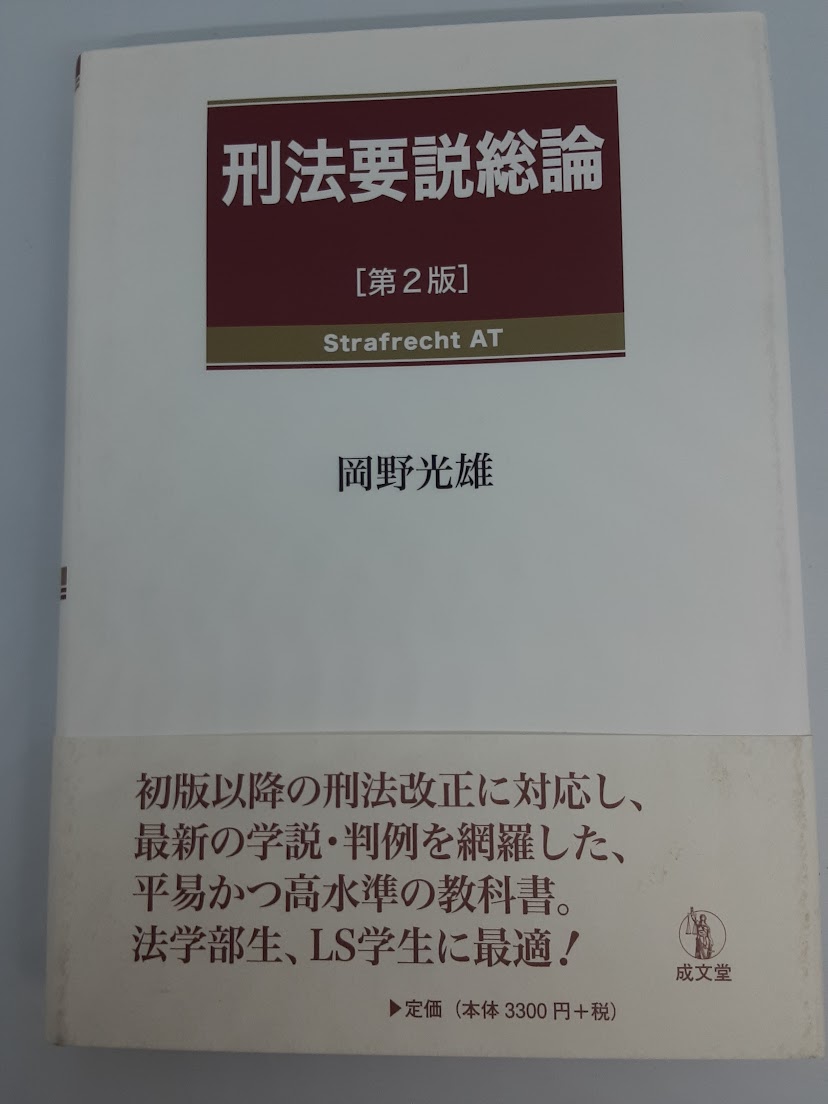 刑法要説総論
[第2版]
Strafrecht AT
岡野光雄
初版以降の刑法改正に対応し、
最新の学説・判例を網羅した、
平易かつ高水準の教科書。
法学部生、LS学生に最適!
成文堂
▶定価(本体3300円+税)